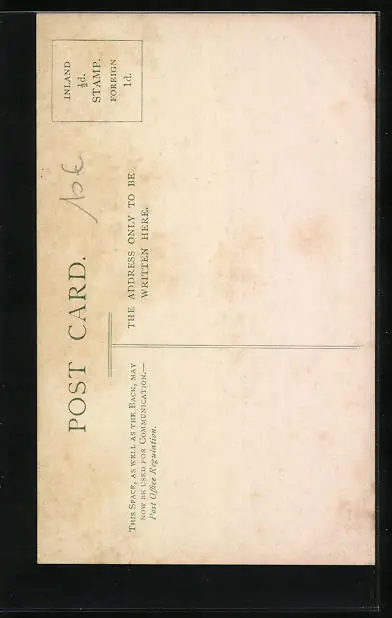 POST CARD.
INLAND
½d.
STAMP.
FOREIGN
1d.
THIS SPACE, AS WELL AS THE BACK, MAY
NOW BE USED FOR COMMUNICATION.—
Post Office Regulation.
THE ADDRESS ONLY TO BE
WRITTEN HERE.